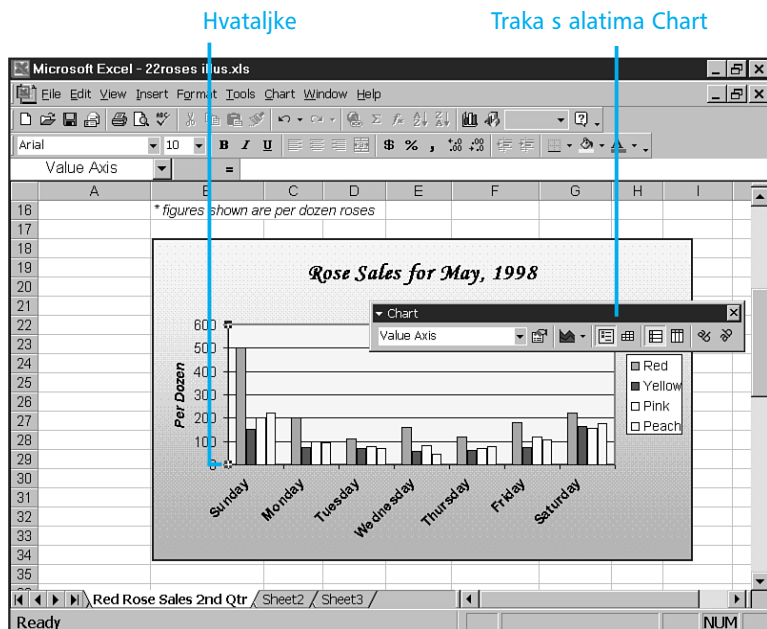 Hvataljke
Traka s alatima Chart
Microsoft Excel - 22roses illus.xls
File Edit View Insert Format Tools Chart Window Help
Arial 10 B I U $ % ,
Value Axis =
A B C D E F G H I
16 * figures shown are per dozen roses
17
18
19 Rose Sales for May, 1998
20
21
Chart
Value Axis
22 600
23 500
24 400
25 300
26 200
27
28 100
29 0
Per Dozen
Red
Yellow
Pink
Peach
30
31
32
33
34
35
Sunday Monday Tuesday Wednesday Thursday Friday Saturday
Red Rose Sales 2nd Qtr Sheet2 Sheet3
Ready NUM